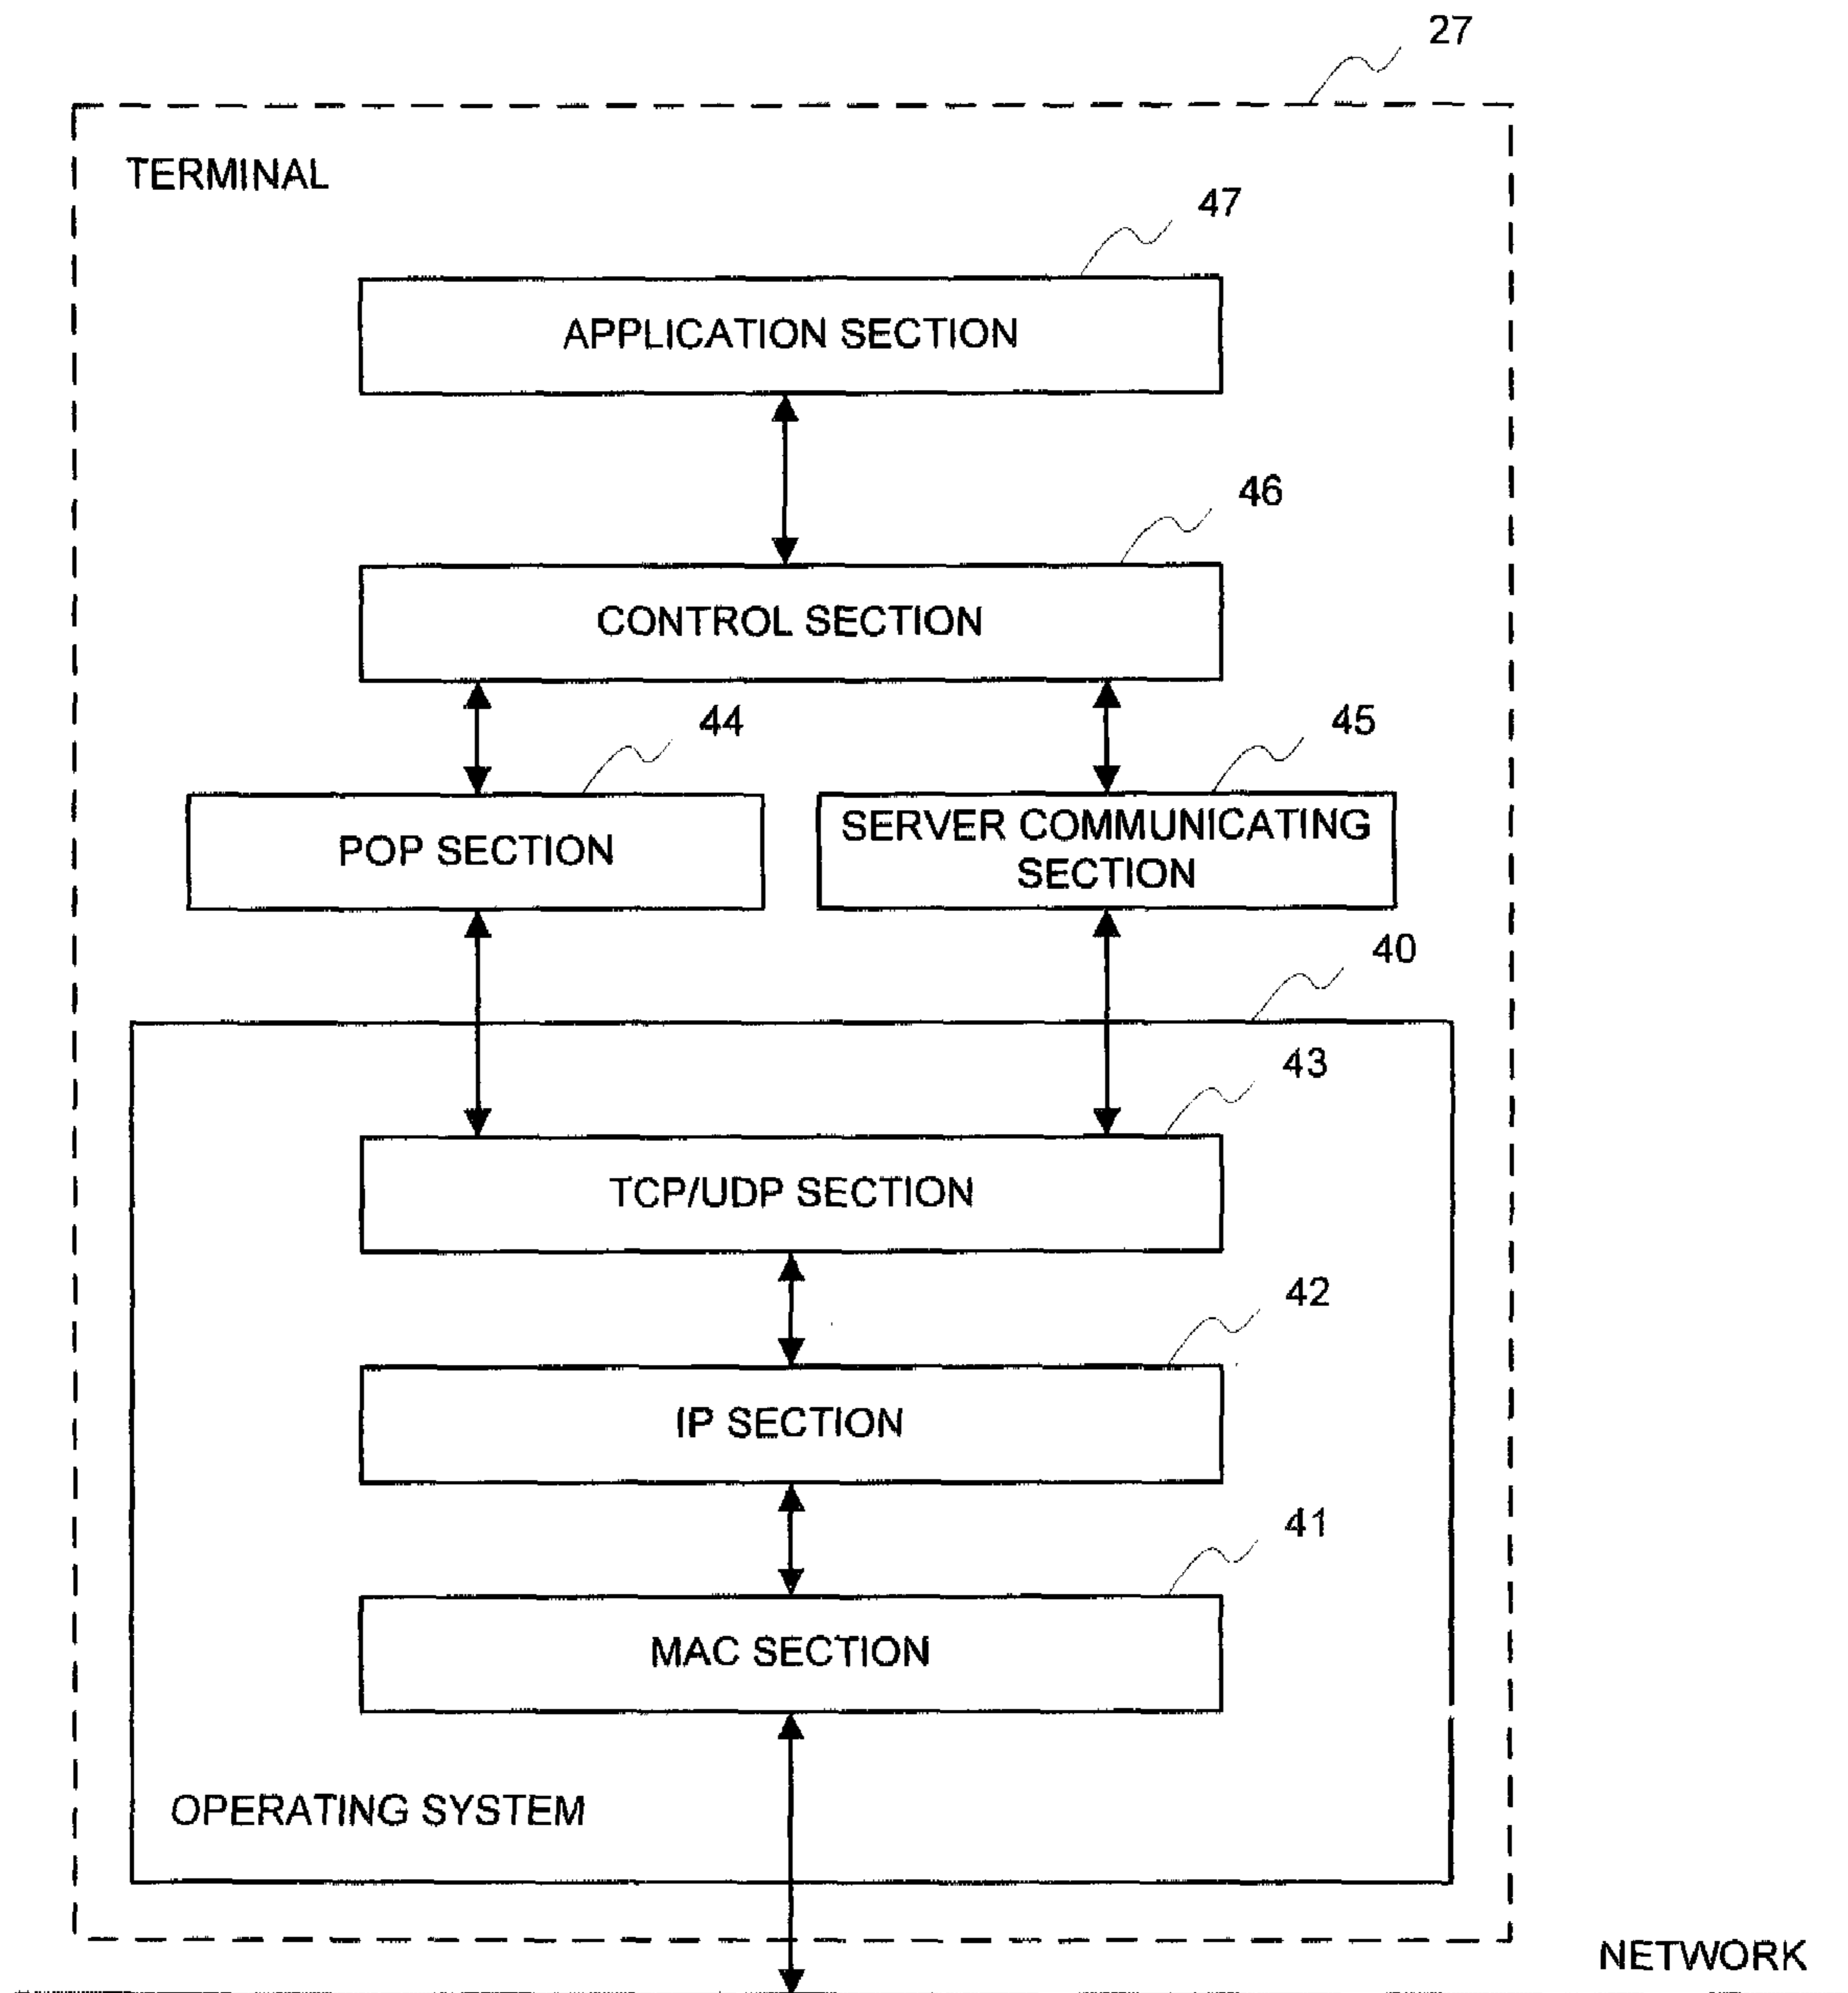 27
TERMINAL
47
APPLICATION SECTION
46
CONTROL SECTION
44
45
POP SECTION
SERVER COMMUNICATING
SECTION
40
43
TCP/UDP SECTION
42
IP SECTION
41
MAC SECTION
OPERATING SYSTEM
NETWORK